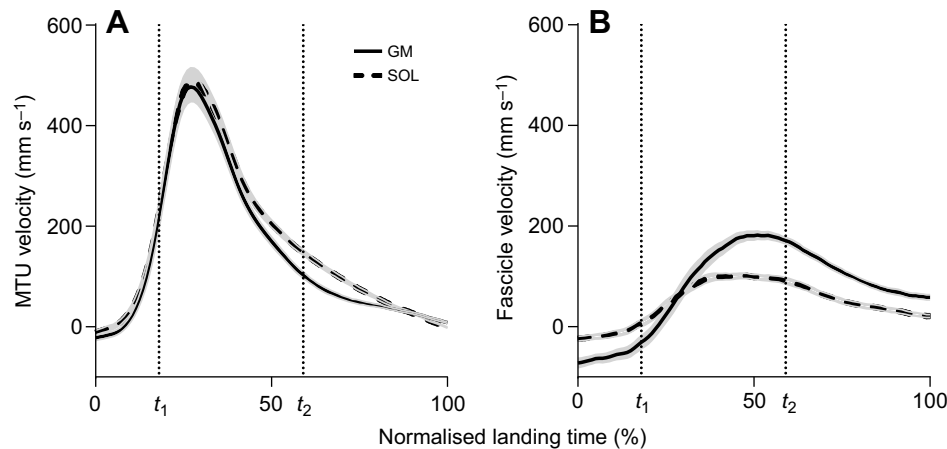 A
B
600
400
200
0
MTU velocity (mm s⁻¹)
GM
SOL
0
t₁
50
t₂
100
600
400
200
0
Fascicle velocity (mm s⁻¹)
0
t₁
50
t₂
100
Normalised landing time (%)